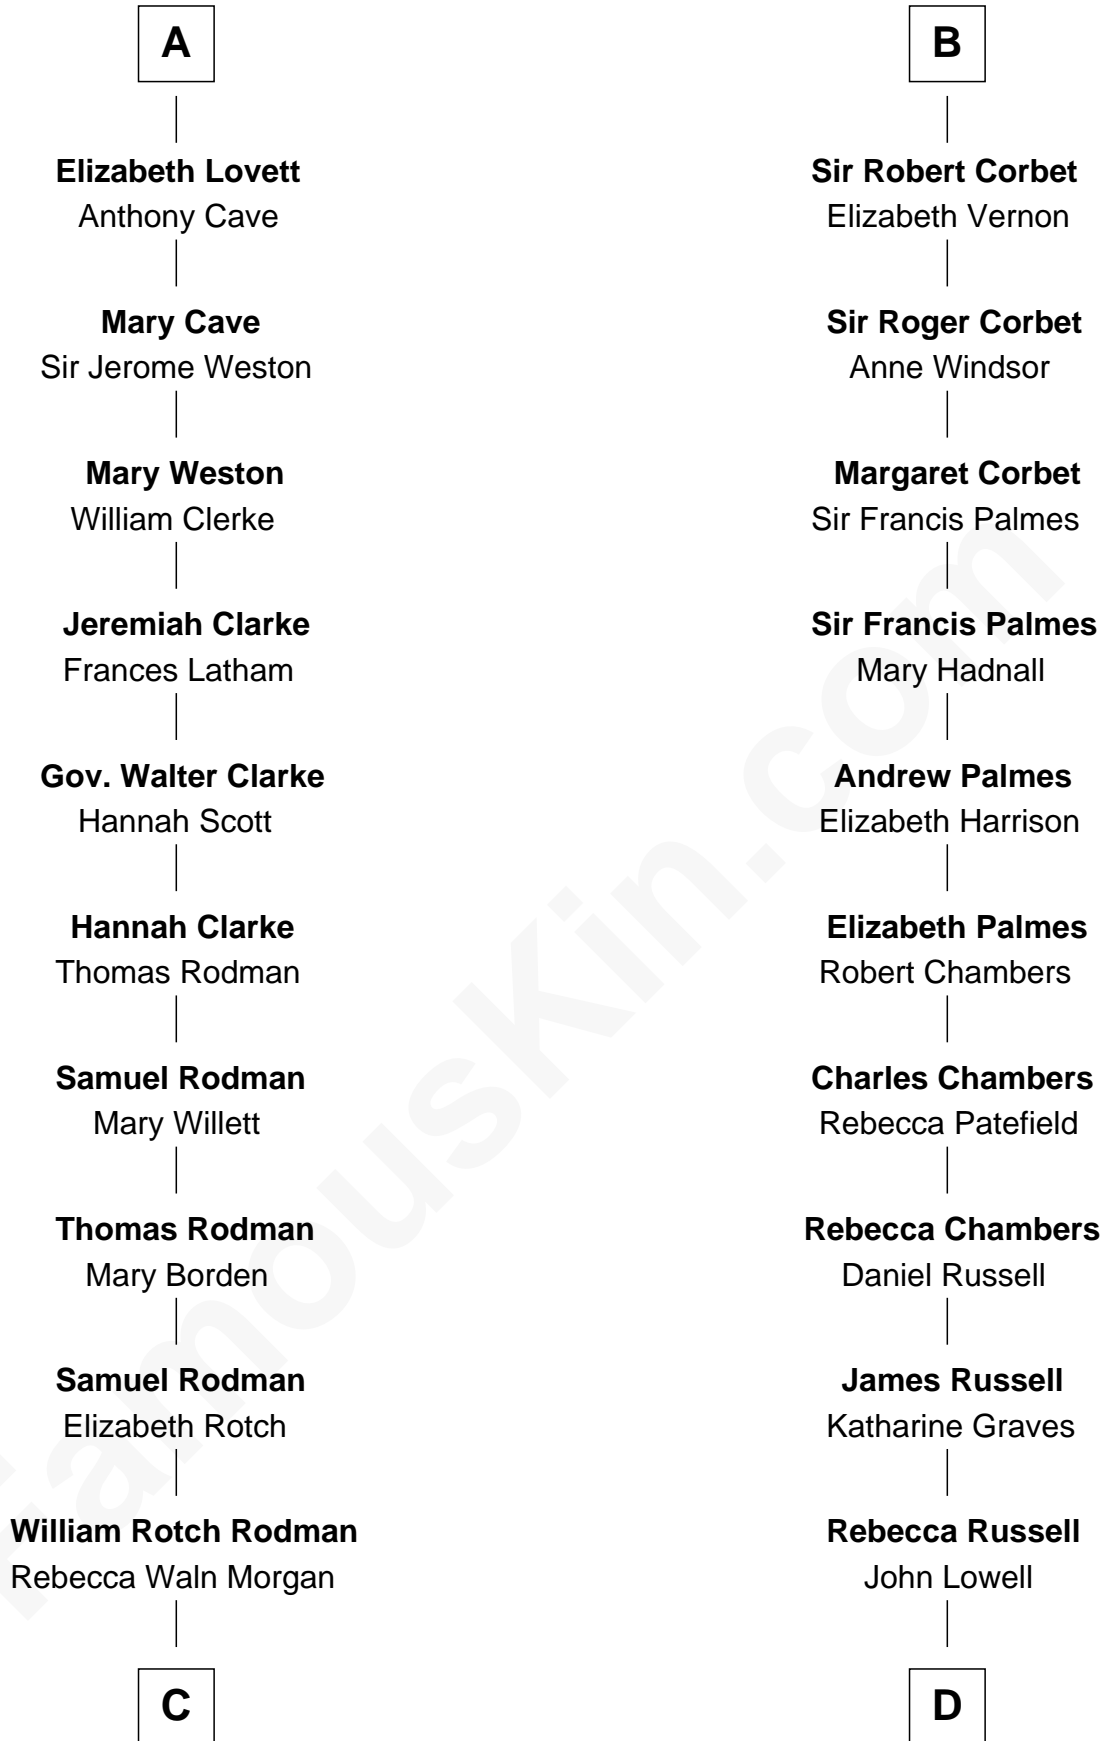 A
Elizabeth Lovett
Anthony Cave
Mary Cave
Sir Jerome Weston
Mary Weston
William Clerke
Jeremiah Clarke
Frances Latham
Gov. Walter Clarke
Hannah Scott
Hannah Clarke
Thomas Rodman
Samuel Rodman
Mary Willett
Thomas Rodman
Mary Borden
Samuel Rodman
Elizabeth Rotch
William Rotch Rodman
Rebecca Waln Morgan
C
B
Sir Robert Corbet
Elizabeth Vernon
Sir Roger Corbet
Anne Windsor
Margaret Corbet
Sir Francis Palmes
Sir Francis Palmes
Mary Hadnall
Andrew Palmes
Elizabeth Harrison
Elizabeth Palmes
Robert Chambers
Charles Chambers
Rebecca Patefield
Rebecca Chambers
Daniel Russell
James Russell
Katharine Graves
Rebecca Russell
John Lowell
D
FamousKin.com